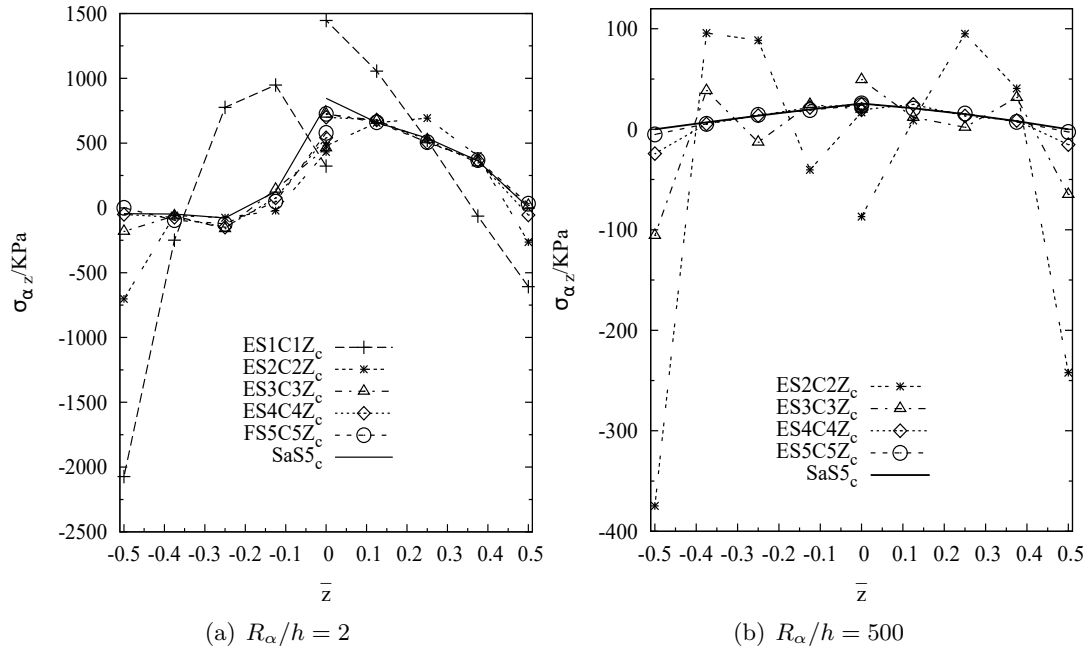 1500
1000
500
0
-500
-1000
-1500
-2000
-2500
σα z/KPa
ES1C1Zc
ES2C2Zc
ES3C3Zc
ES4C4Zc
FS5C5Zc
SaS5c
-0.5 -0.4 -0.3 -0.2 -0.1 0 0.1 0.2 0.3 0.4 0.5
z̄
(a) Rα/h = 2
100
0
-100
-200
-300
-400
σα z/KPa
ES2C2Zc
ES3C3Zc
ES4C4Zc
ES5C5Zc
SaS5c
-0.5 -0.4 -0.3 -0.2 -0.1 0 0.1 0.2 0.3 0.4 0.5
z̄
(b) Rα/h = 500